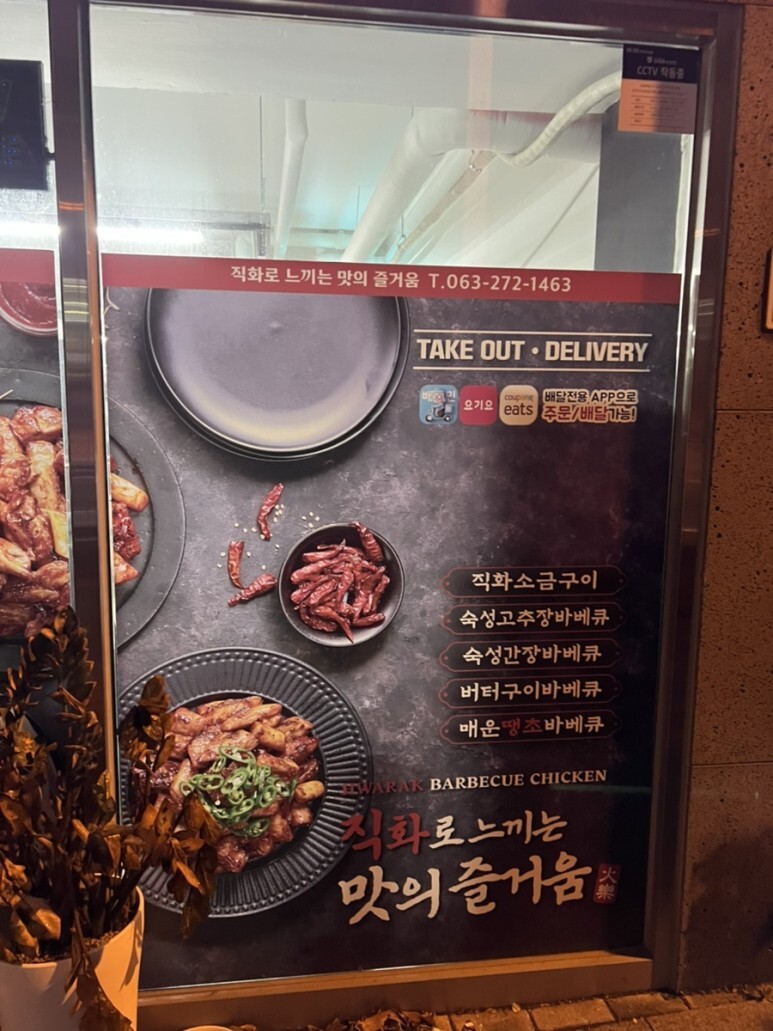 CCTV 작동중
직화로 느끼는 맛의 즐거움 T.063-272-1463
TAKE OUT • DELIVERY
요기요
coupang eats
배달전용 APP으로
주문/배달가능!
직화소금구이
숙성고추장바베큐
숙성간장바베큐
버터구이바베큐
매운땡초바베큐
HWARAK BARBECUE CHICKEN
직화로 느끼는
맛의 즐거움
火樂